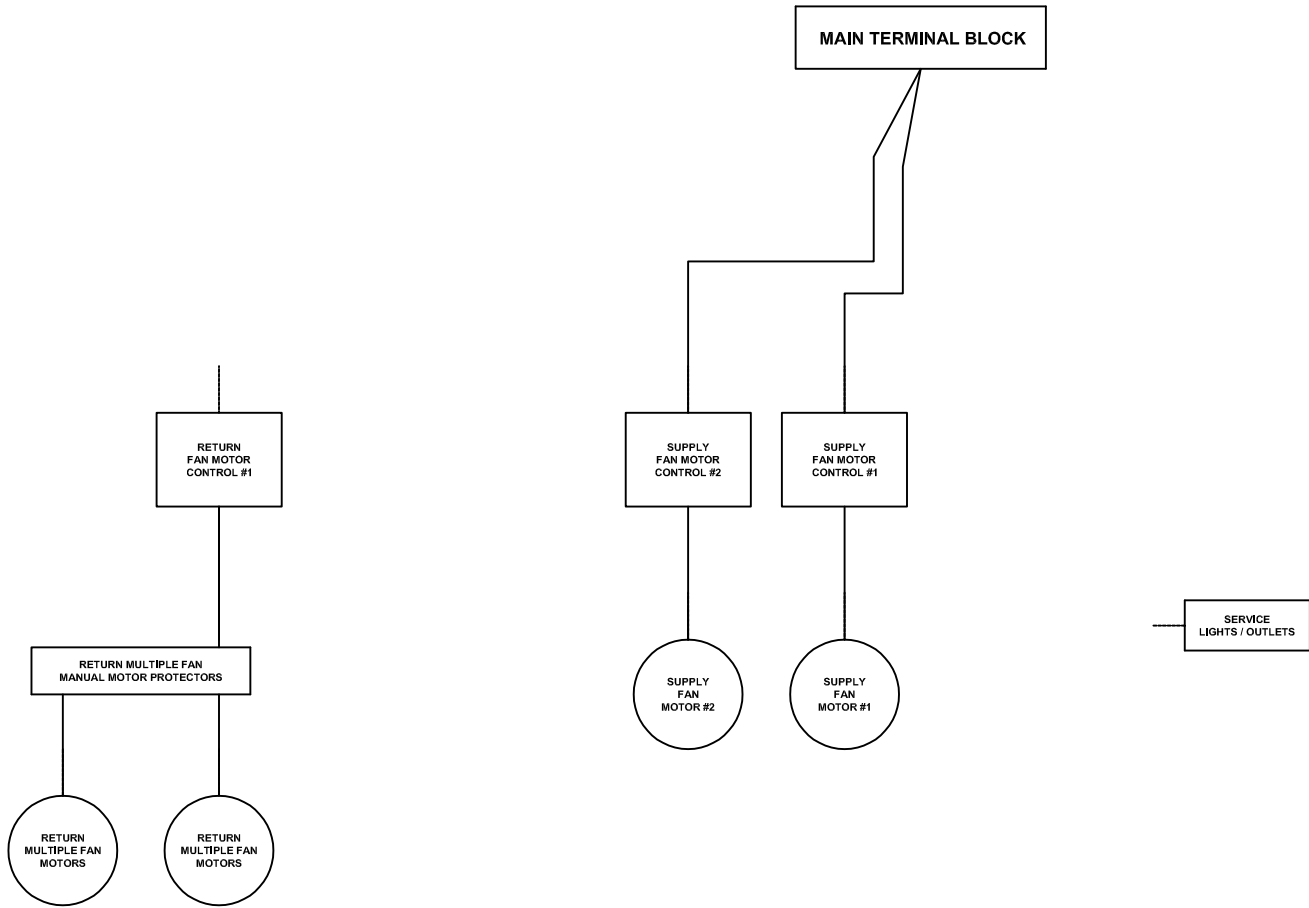 MAIN TERMINAL BLOCK
RETURN
FAN MOTOR
CONTROL #1
SUPPLY
FAN MOTOR
CONTROL #2
SUPPLY
FAN MOTOR
CONTROL #1
SERVICE
LIGHTS / OUTLETS
RETURN MULTIPLE FAN
MANUAL MOTOR PROTECTORS
SUPPLY
FAN
MOTOR #2
SUPPLY
FAN
MOTOR #1
RETURN
MULTIPLE FAN
MOTORS
RETURN
MULTIPLE FAN
MOTORS